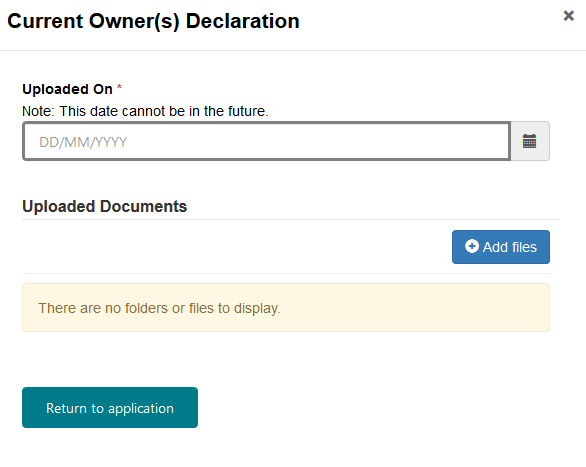 Current Owner(s) Declaration
Uploaded On *
Note: This date cannot be in the future.
DD/MM/YYYY
Uploaded Documents
Add files
There are no folders or files to display.
Return to application